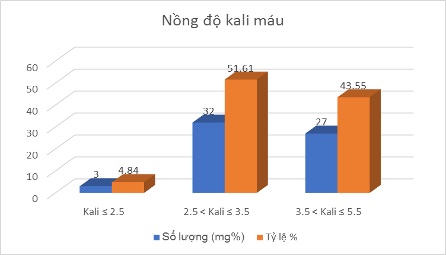 Nồng độ kali máu
60
50
40
30
20
10
0
3
4.84
32
51.61
27
43.55
Kali ≤ 2.5
2.5 < Kali ≤ 3.5
3.5 < Kali ≤ 5.5
Số lượng (mg%)
Tỷ lệ %